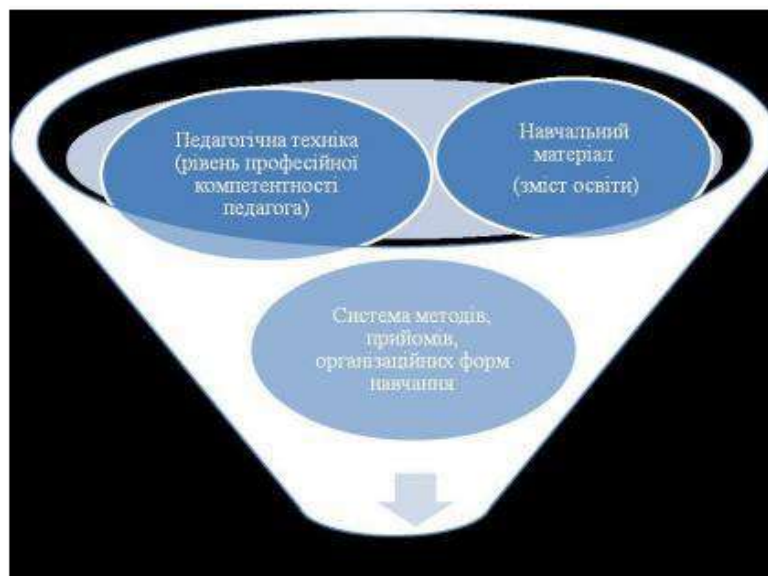 Педагогічна техніка
(рівень професійної
компетентності
педагога)
Навчальний
матеріал
(зміст освіти)
Система методів,
прийомів,
організаційних форм
навчання